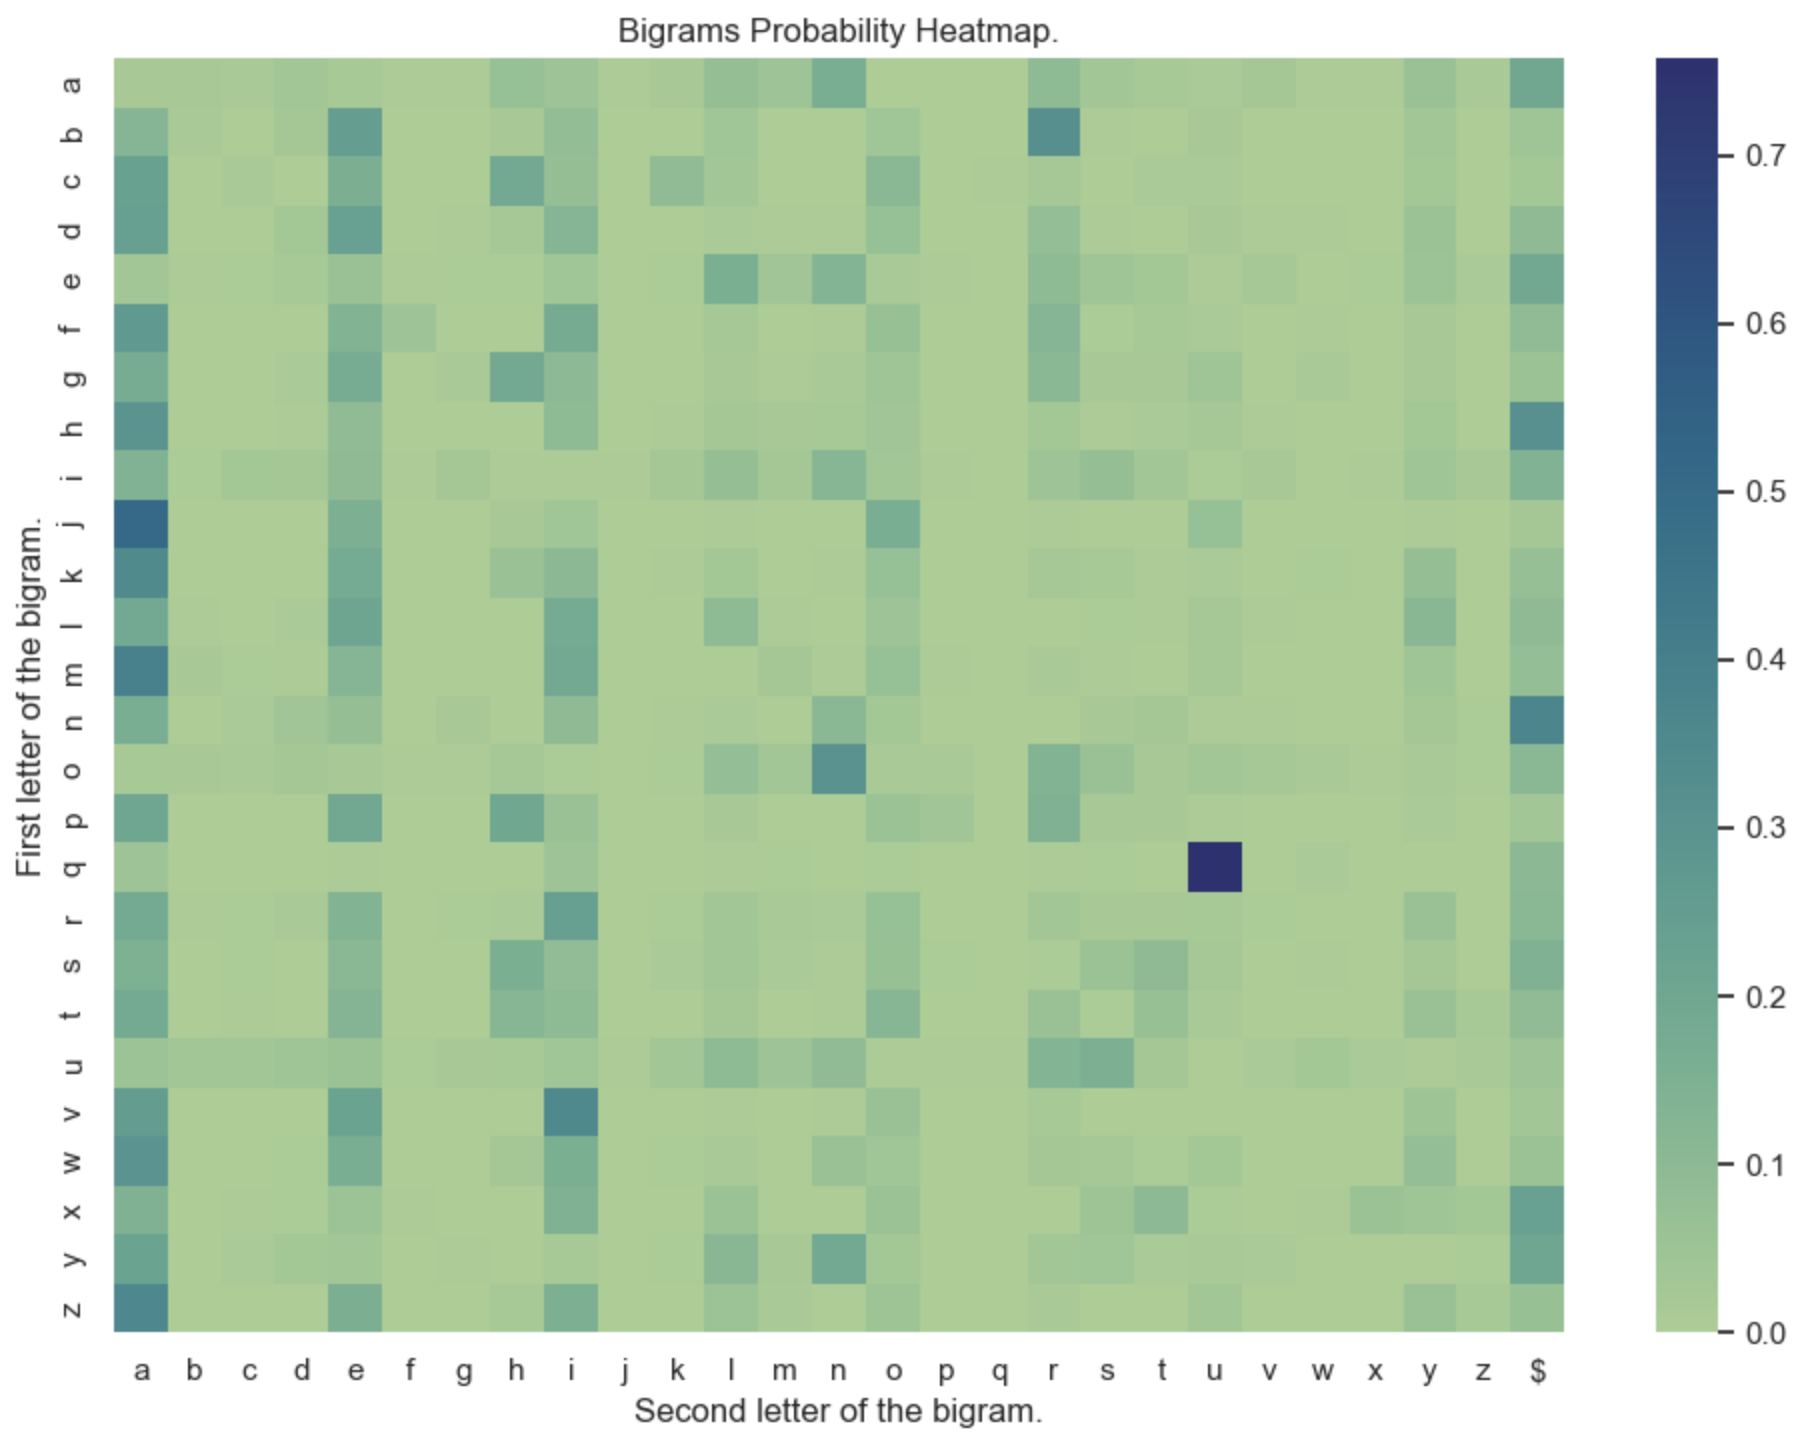 Bigrams Probability Heatmap.
First letter of the bigram.
a
b
c
d
e
f
g
h
i
j
k
l
m
n
o
p
q
r
s
t
u
v
w
x
y
z
a b c d e f g h i j k l m n o p q r s t u v w x y z $
Second letter of the bigram.
0.7
0.6
0.5
0.4
0.3
0.2
0.1
0.0